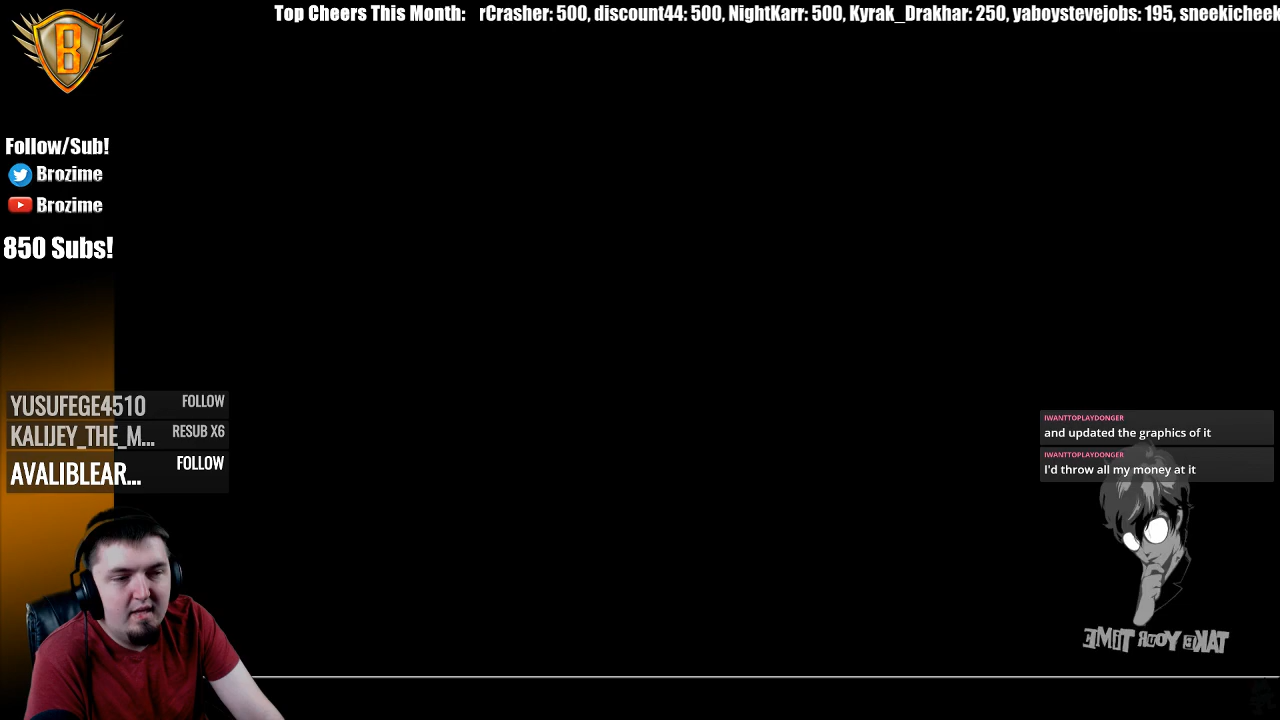 Top Cheers This Month: rCrasher: 500, discount44: 500, NightKarr: 500, Kyrak_Drakhar: 250, yaboystevejobs: 195, sneekicheek
B
Follow/Sub!
Brozime
Brozime
850 Subs!
YUSUFEGE4510 FOLLOW
KALIJEY_THE_M... RESUB X6
AVALIBLEAR... FOLLOW
IWANTTOPLAYDONGER
and updated the graphics of it
IWANTTOPLAYDONGER
I'd throw all my money at it
TAKE YOUR TIME